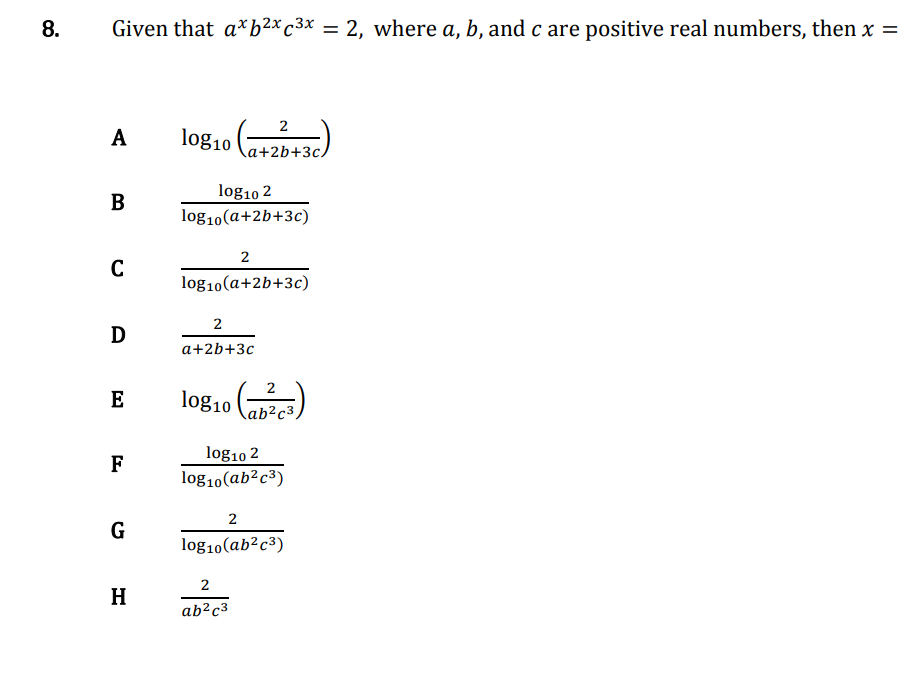 8. Given that $a^x b^{2x} c^{3x} = 2$, where $a, b,$ and $c$ are positive real numbers, then $x =$
A $\log_{10}\left(\frac{2}{a+2b+3c}\right)$
B $\frac{\log_{10} 2}{\log_{10}(a+2b+3c)}$
C $\frac{2}{\log_{10}(a+2b+3c)}$
D $\frac{2}{a+2b+3c}$
E $\log_{10}\left(\frac{2}{ab^2c^3}\right)$
F $\frac{\log_{10} 2}{\log_{10}(ab^2c^3)}$
G $\frac{2}{\log_{10}(ab^2c^3)}$
H $\frac{2}{ab^2c^3}$